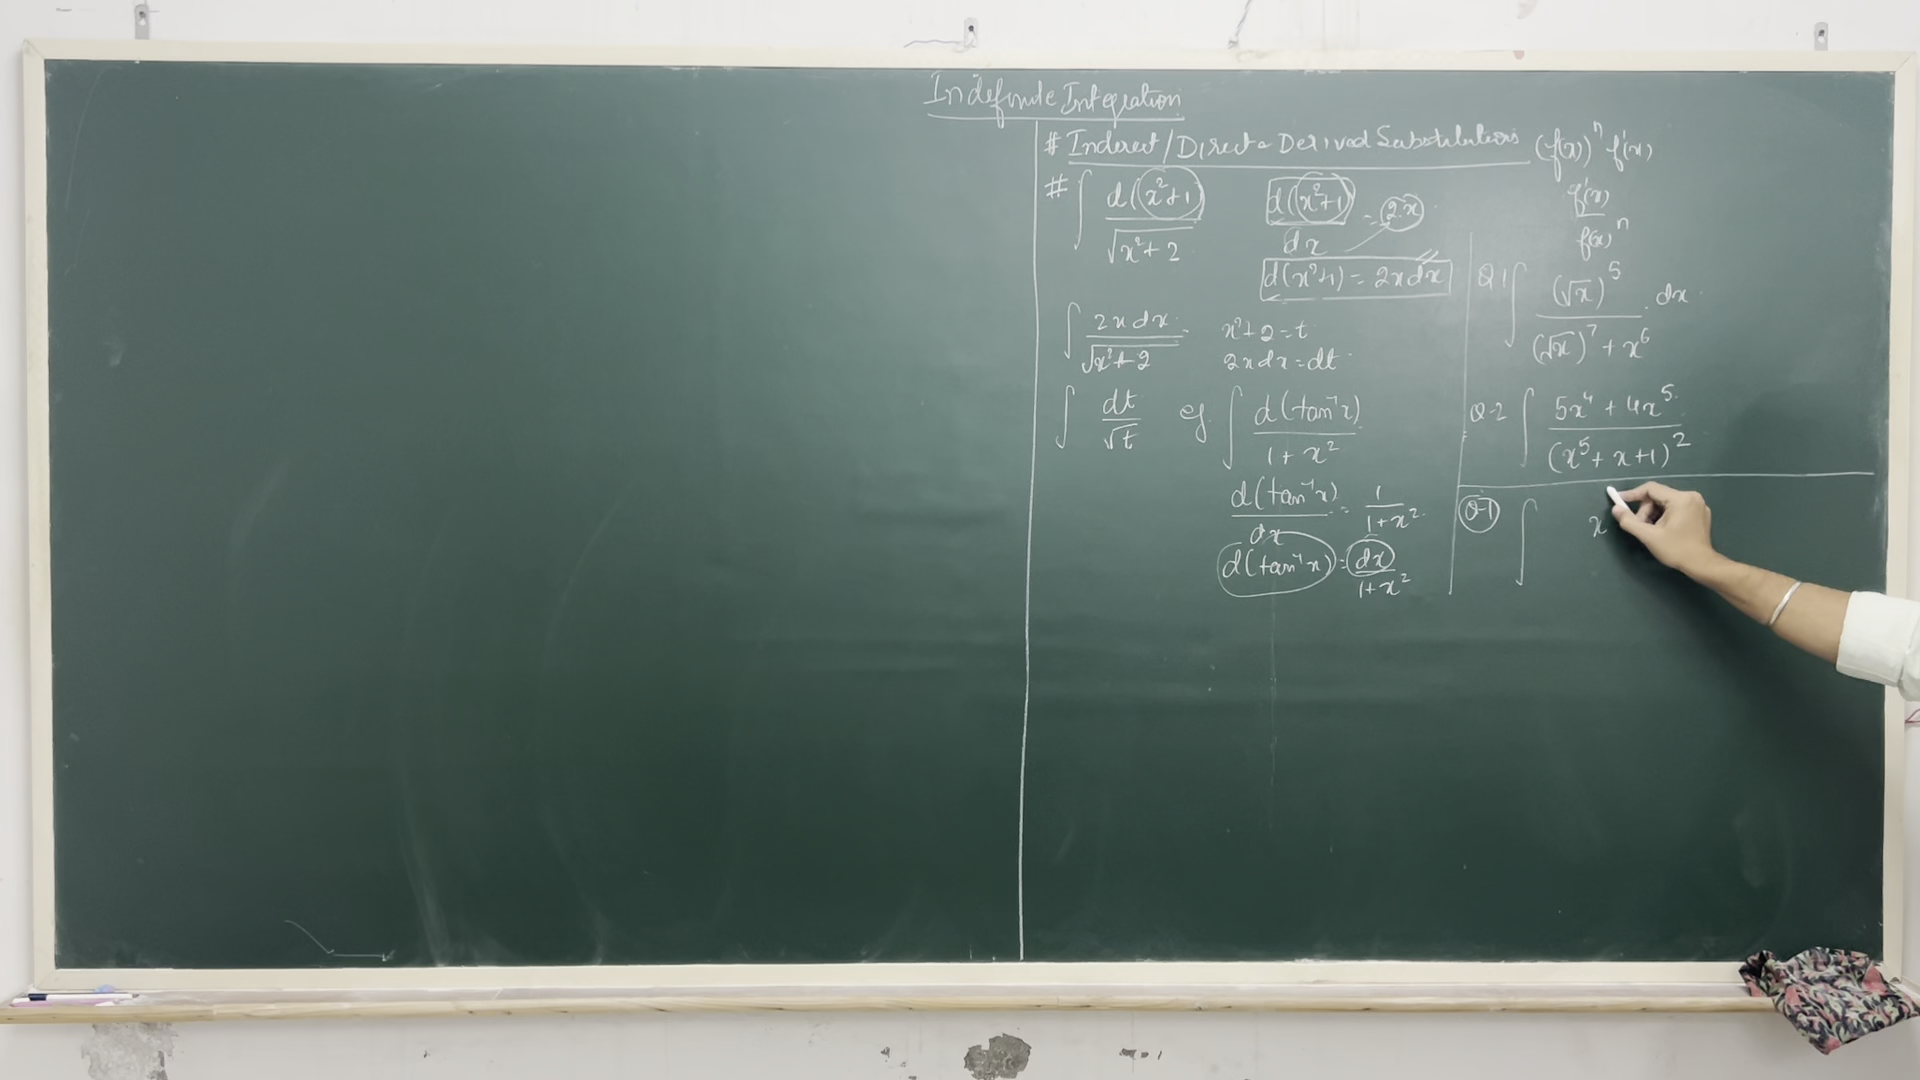 Indefinite Integration
# Indirect/Direct Derived Substitutions (f(x))^n f'(x)
# ∫ d(x²+1) / √(x²+2)
d(x²+1)/dx = 2x
d(x²+1) = 2x dx
∫ 2x dx / √(x²+2)
x²+2 = t
2x dx = dt
∫ dt/√t
eg. ∫ d(tan⁻¹x) / (1+x²)
d(tan⁻¹x)/dx = 1/(1+x²)
d(tan⁻¹x) = dx/(1+x²)
f'(x) / f(x)^n
Q1 ∫ (√x)^5 / ((√x)^7 + x^6) . dx
Q-2 ∫ (5x⁴ + 4x⁵) / (x⁵ + x + 1)²
Q-1 ∫ x